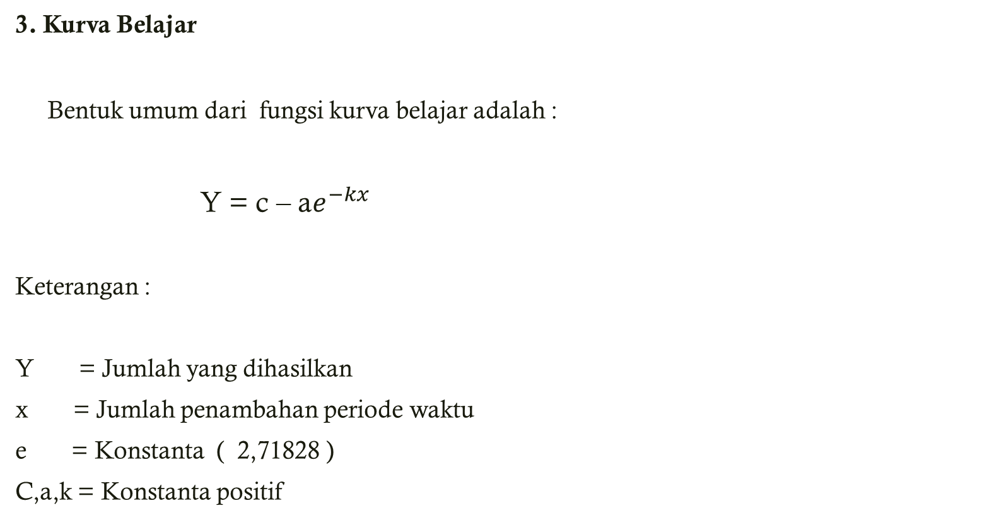 3. Kurva Belajar
Bentuk umum dari fungsi kurva belajar adalah :
Y = c – ae^{−kx}
Keterangan :
Y = Jumlah yang dihasilkan
x = Jumlah penambahan periode waktu
e = Konstanta ( 2,71828 )
C,a,k = Konstanta positif